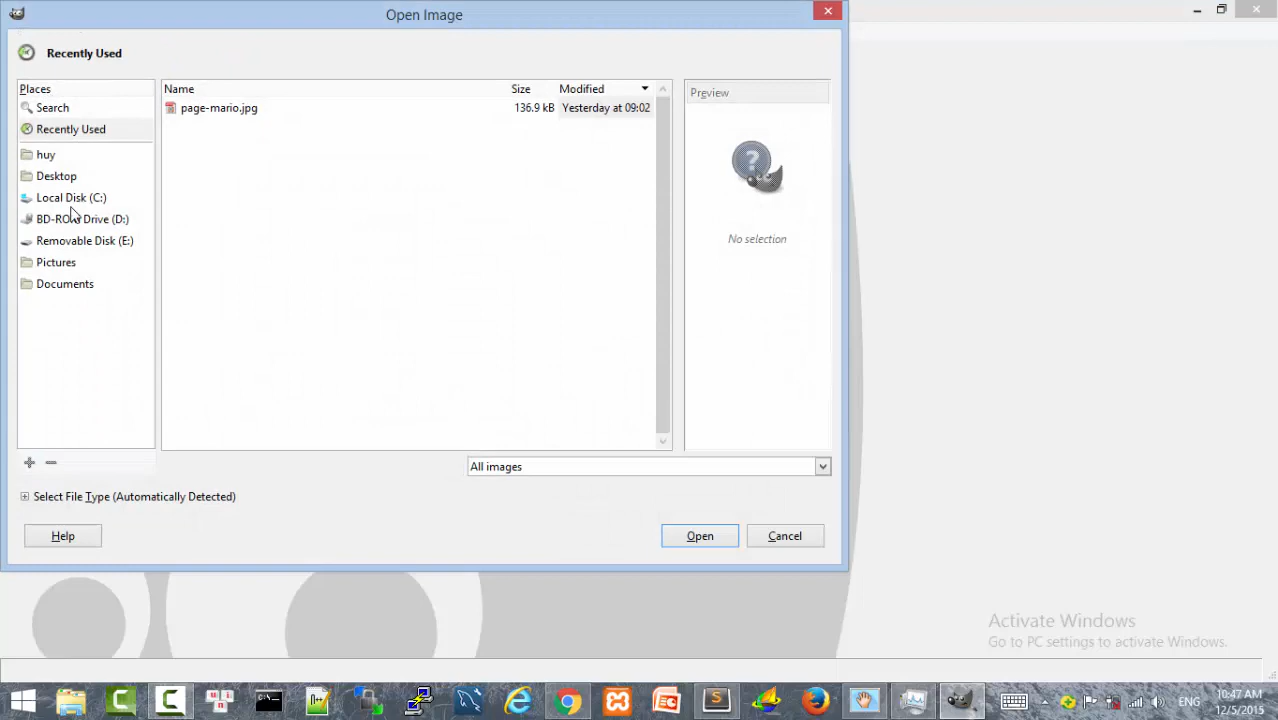 Open Image
Recently Used
Places
Name Size Modified
Preview
Search
page-mario.jpg 136.9 kB Yesterday at 09:02
Recently Used
huy
Desktop
Local Disk (C:)
BD-ROM Drive (D:)
Removable Disk (E:)
Pictures
Documents
No selection
All images
Select File Type (Automatically Detected)
Help
Open
Cancel
Activate Windows
Go to PC settings to activate Windows.
ENG
10:47 AM
12/5/2015